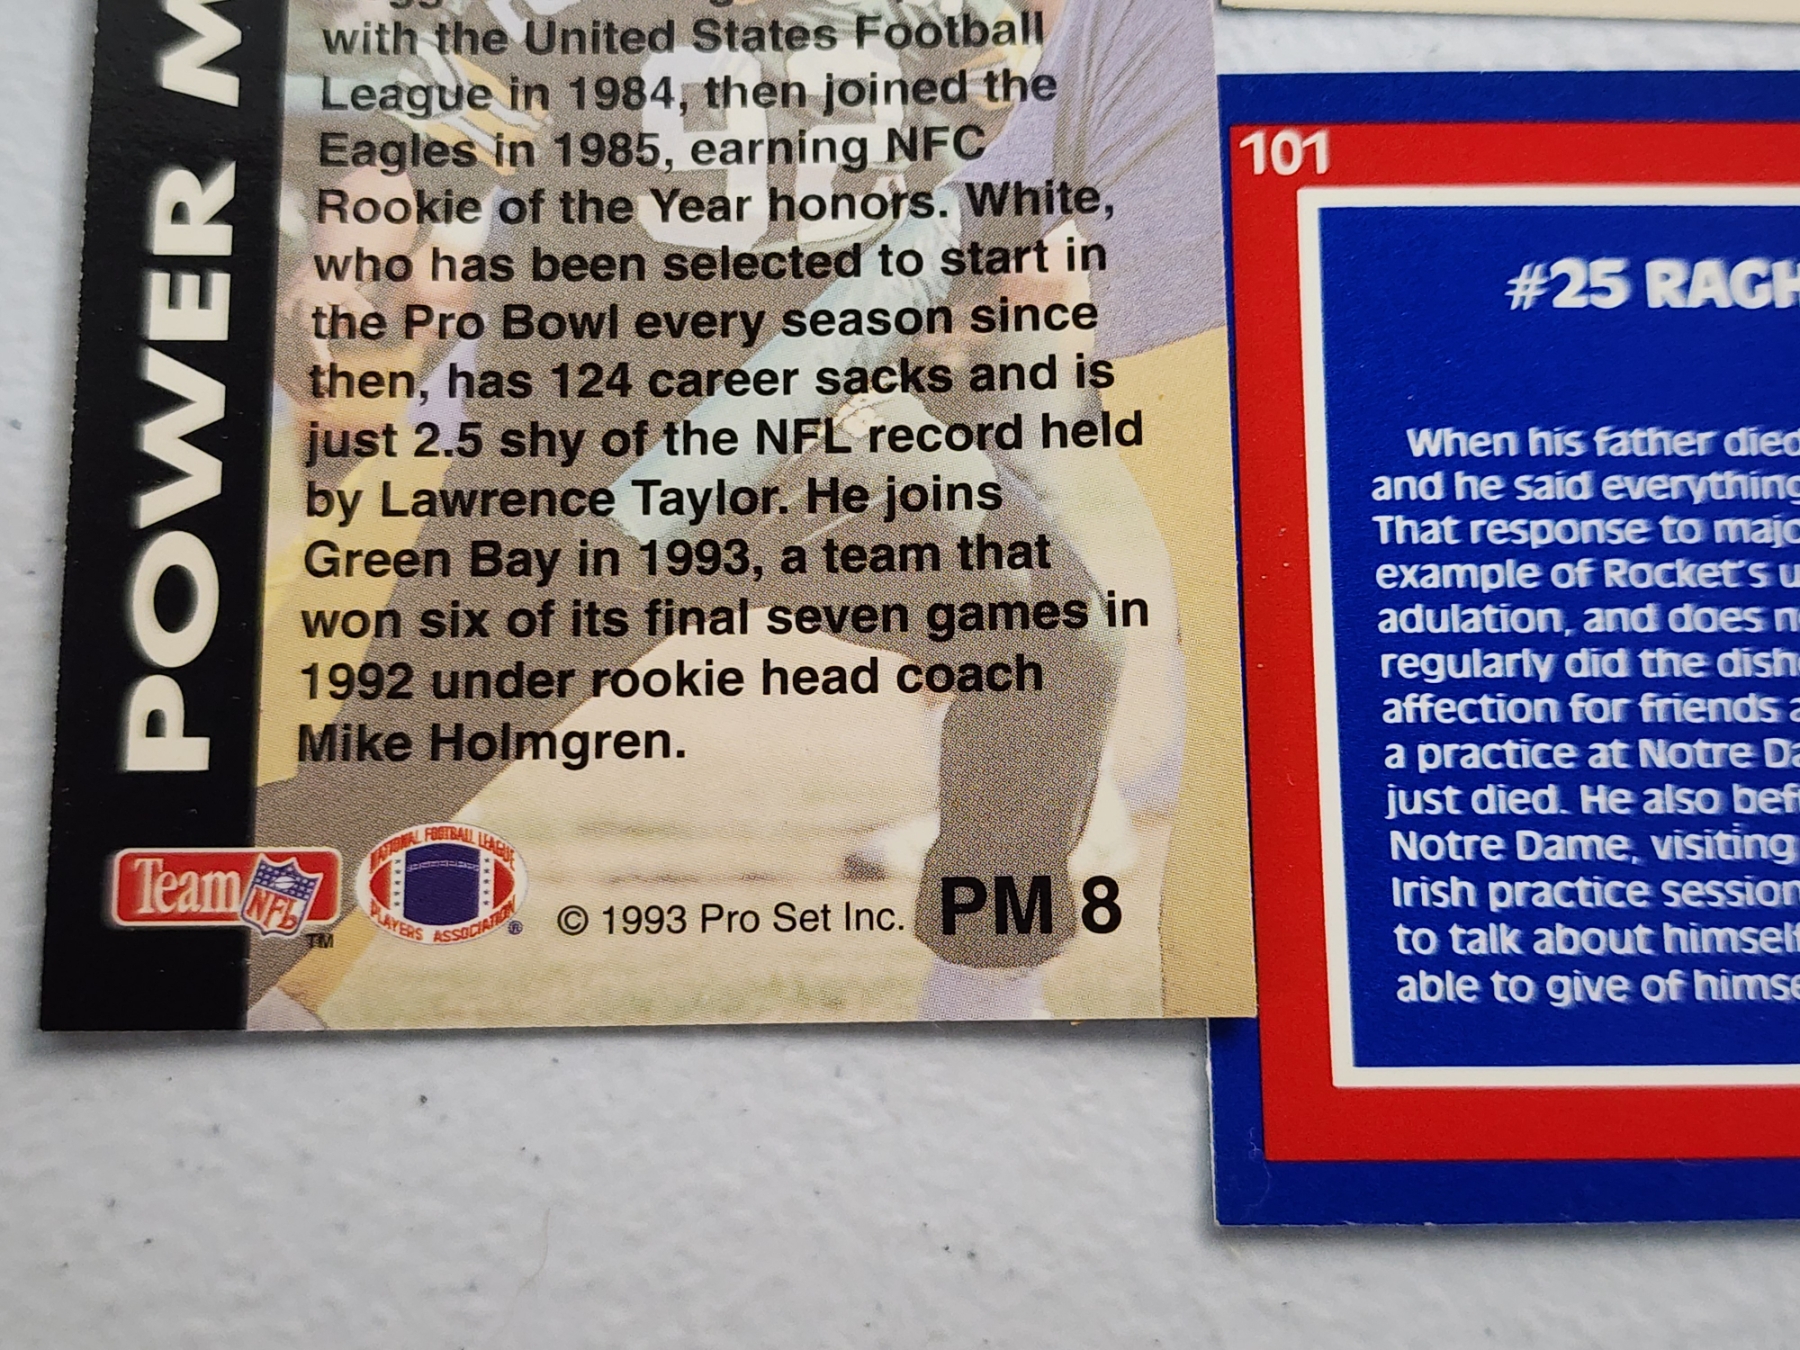 POWER M
with the United States Football
League in 1984, then joined the
Eagles in 1985, earning NFC
Rookie of the Year honors. White,
who has been selected to start in
the Pro Bowl every season since
then, has 124 career sacks and is
just 2.5 shy of the NFL record held
by Lawrence Taylor. He joins
Green Bay in 1993, a team that
won six of its final seven games in
1992 under rookie head coach
Mike Holmgren.
Team NFL TM
NATIONAL FOOTBALL LEAGUE
PLAYERS ASSOCIATION ®
© 1993 Pro Set Inc. PM 8
101
#25 RAGH
When his father died
and he said everything
That response to majo
example of Rocket's u
adulation, and does n
regularly did the dish
affection for friends a
a practice at Notre Da
just died. He also bef
Notre Dame, visiting
Irish practice session
to talk about himself
able to give of himse